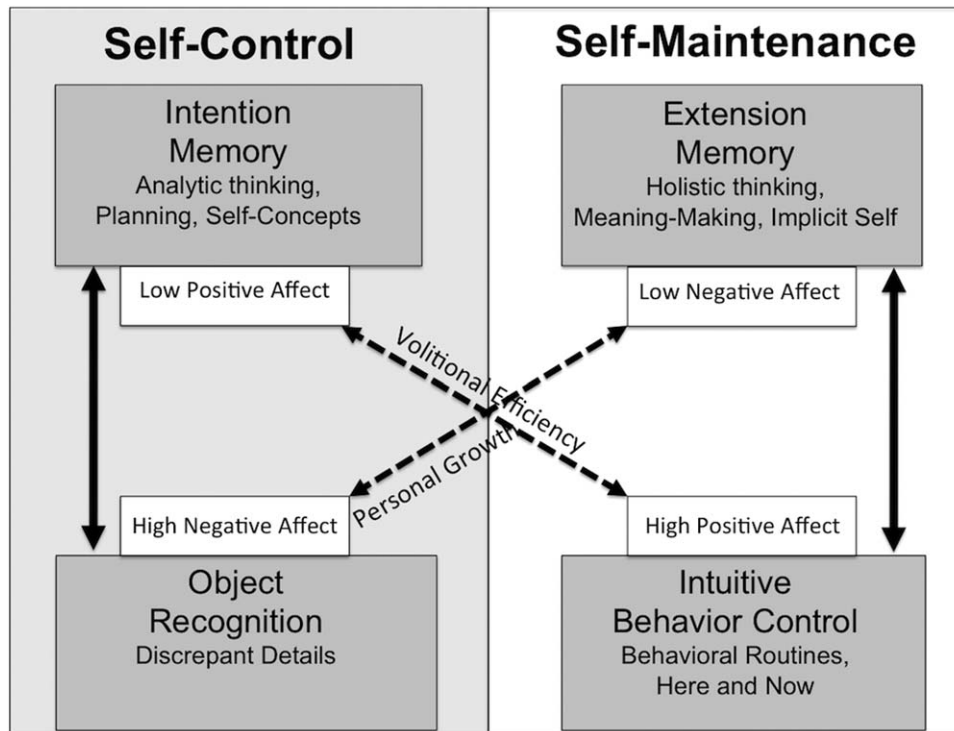 Self-Control
Intention
Memory
Analytic thinking,
Planning, Self-Concepts
Low Positive Affect
High Negative Affect
Object
Recognition
Discrepant Details
Volitional Efficiency
Personal Growth
Self-Maintenance
Extension
Memory
Holistic thinking,
Meaning-Making, Implicit Self
Low Negative Affect
High Positive Affect
Intuitive
Behavior Control
Behavioral Routines,
Here and Now